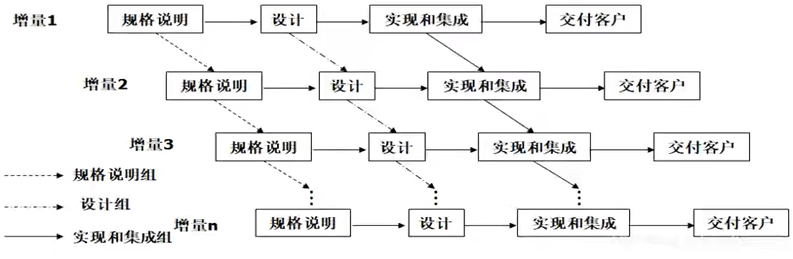 增量1 规格说明 设计 实现和集成 交付客户
增量2 规格说明 设计 实现和集成 交付客户
增量3 规格说明 设计 实现和集成 交付客户
规格说明组
设计组
增量n 规格说明 设计 实现和集成 交付客户
实现和集成组